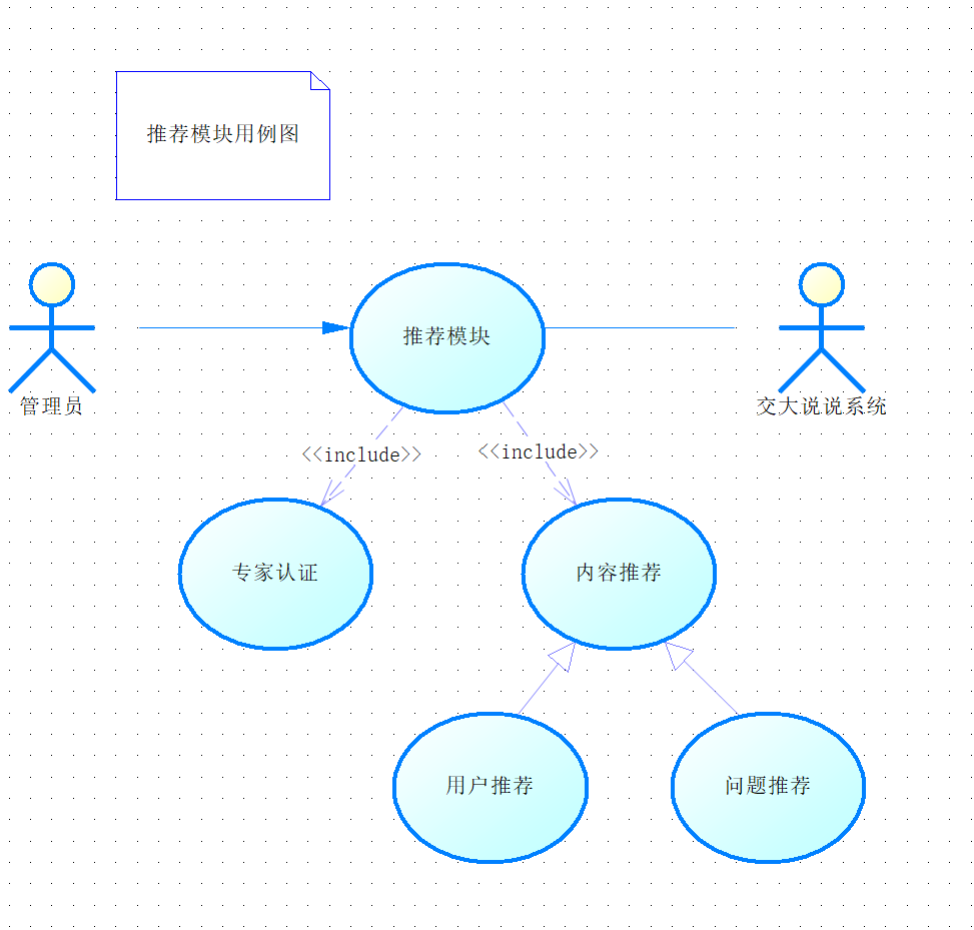 推荐模块用例图
推荐模块
管理员
交大说说系统
<<include>>
<<include>>
专家认证
内容推荐
用户推荐
问题推荐